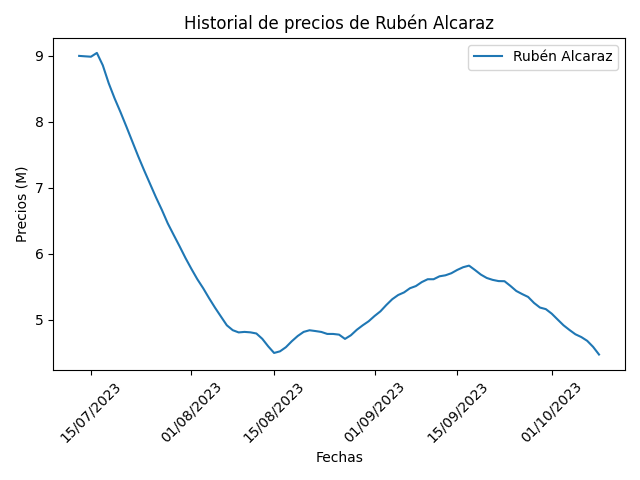 Historial de precios de Rubén Alcaraz
Rubén Alcaraz
Precios (M)
9
8
7
6
5
15/07/2023
01/08/2023
15/08/2023
01/09/2023
15/09/2023
01/10/2023
Fechas